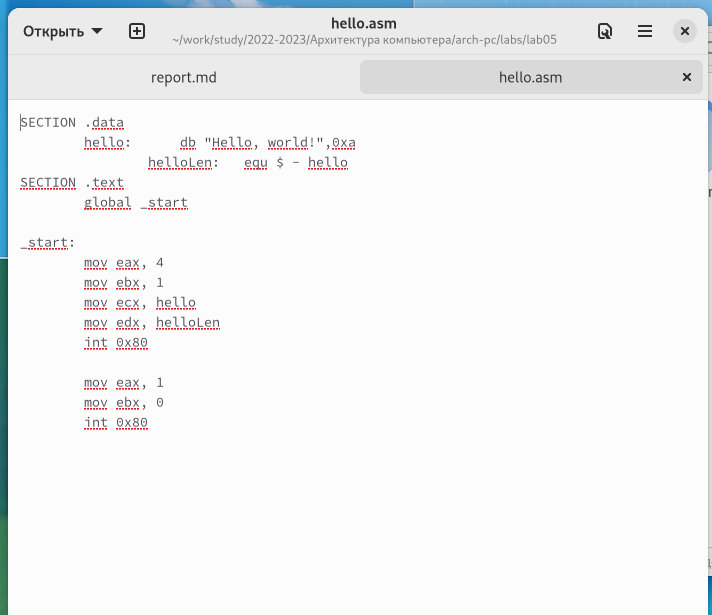 Открыть
hello.asm
~/work/study/2022-2023/Архитектура компьютера/arch-pc/labs/lab05
report.md
hello.asm
SECTION .data
hello: db "Hello, world!",0xa
helloLen: equ $ - hello
SECTION .text
global _start
_start:
mov eax, 4
mov ebx, 1
mov ecx, hello
mov edx, helloLen
int 0x80
mov eax, 1
mov ebx, 0
int 0x80